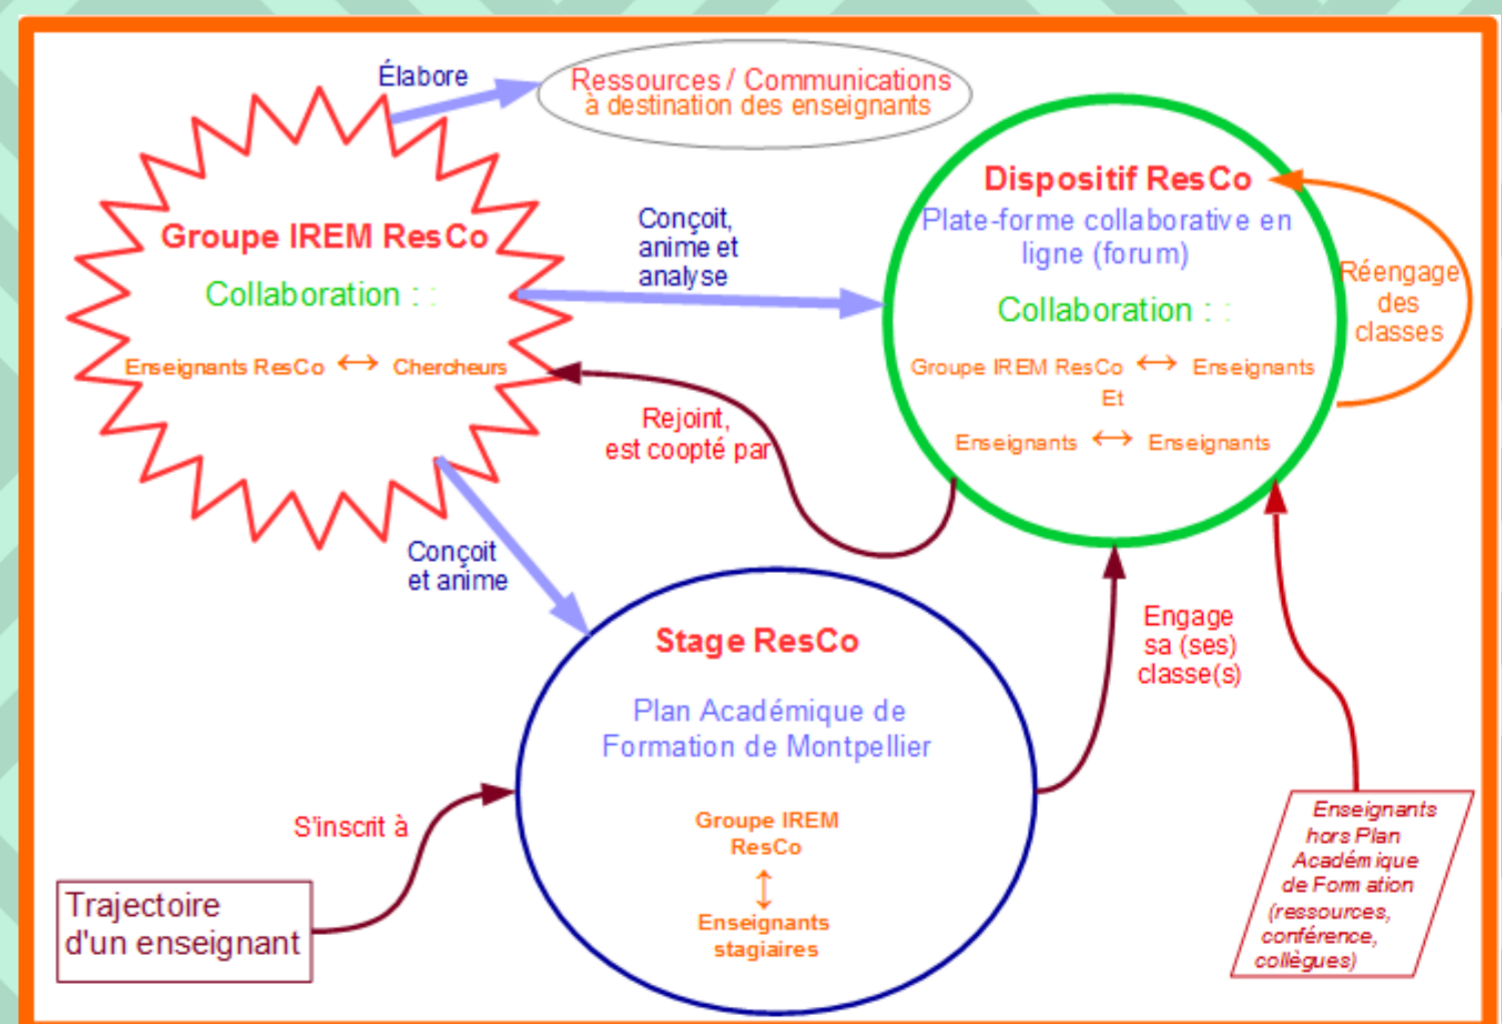 Élabore
Ressources / Communications
à destination des enseignants
Groupe IREM ResCo
Collaboration : :
Enseignants ResCo ↔ Chercheurs
Conçoit,
anime et
analyse
Dispositif ResCo
Plate-forme collaborative en
ligne (forum)
Collaboration : :
Groupe IREM ResCo ↔ Enseignants
Et
Enseignants ↔ Enseignants
Réengage
des
classes
Rejoint,
est coopté par
Conçoit
et anime
Stage ResCo
Plan Académique de
Formation de Montpellier
Groupe IREM
ResCo
↕
Enseignants
stagiaires
Engage
sa (ses)
classe(s)
S'inscrit à
Trajectoire
d'un enseignant
Enseignants
hors Plan
Académique
de Formation
(ressources,
conférence,
collègues)